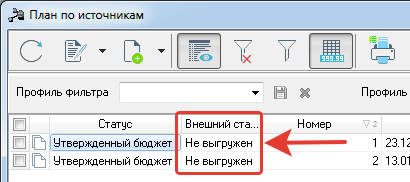 План по источникам
Профиль фильтра Профиль
Статус Внешний ста... Номер 2
Утвержденный бюджет Не выгружен 1 23.12
Утвержденный бюджет Не выгружен 2 13.01